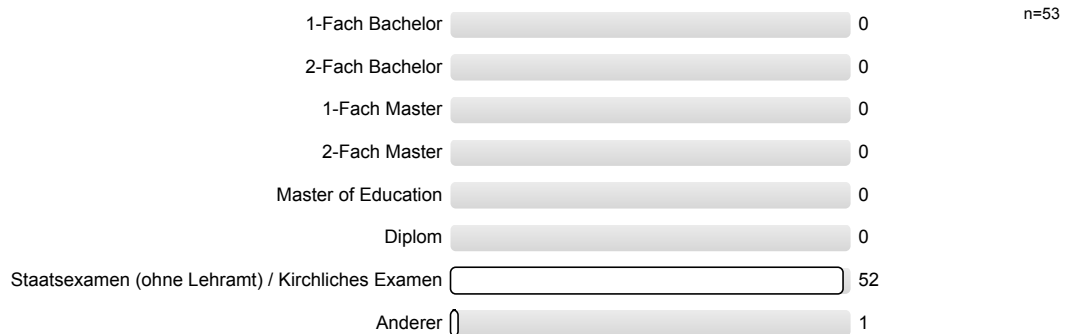 1-Fach Bachelor 0 n=53
2-Fach Bachelor 0
1-Fach Master 0
2-Fach Master 0
Master of Education 0
Diplom 0
Staatsexamen (ohne Lehramt) / Kirchliches Examen 52
Anderer 1